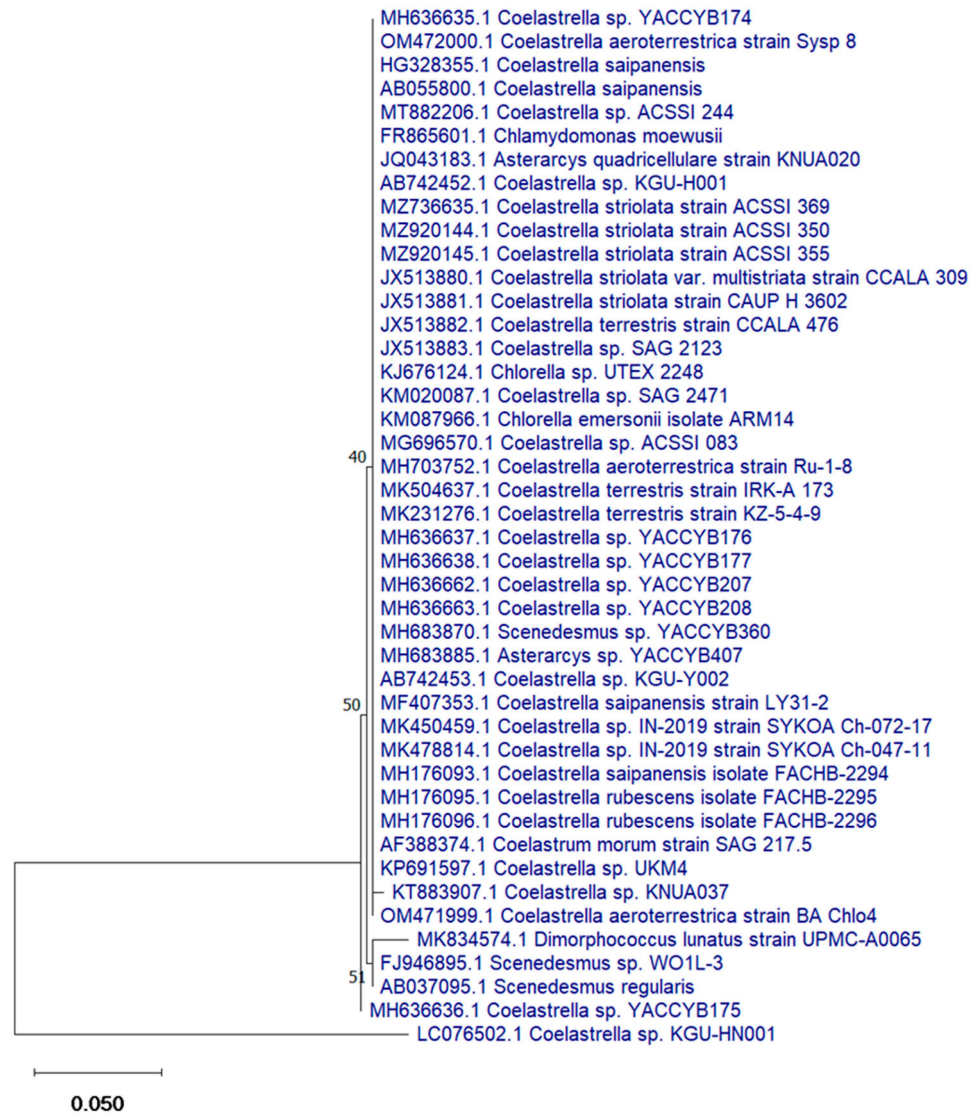 MH636635.1 Coelastrella sp. YACCYB174
OM472000.1 Coelastrella aeroterrestrica strain Sysp 8
HG328355.1 Coelastrella saipanensis
AB055800.1 Coelastrella saipanensis
MT882206.1 Coelastrella sp. ACSSI 244
FR865601.1 Chlamydomonas moewusii
JQ043183.1 Asterarcys quadricellulare strain KNUA020
AB742452.1 Coelastrella sp. KGU-H001
MZ736635.1 Coelastrella striolata strain ACSSI 369
MZ920144.1 Coelastrella striolata strain ACSSI 350
MZ920145.1 Coelastrella striolata strain ACSSI 355
JX513880.1 Coelastrella striolata var. multistriata strain CCALA 309
JX513881.1 Coelastrella striolata strain CAUP H 3602
JX513882.1 Coelastrella terrestris strain CCALA 476
JX513883.1 Coelastrella sp. SAG 2123
KJ676124.1 Chlorella sp. UTEX 2248
KM020087.1 Coelastrella sp. SAG 2471
KM087966.1 Chlorella emersonii isolate ARM14
MG696570.1 Coelastrella sp. ACSSI 083
40
MH703752.1 Coelastrella aeroterrestrica strain Ru-1-8
MK504637.1 Coelastrella terrestris strain IRK-A 173
MK231276.1 Coelastrella terrestris strain KZ-5-4-9
MH636637.1 Coelastrella sp. YACCYB176
MH636638.1 Coelastrella sp. YACCYB177
MH636662.1 Coelastrella sp. YACCYB207
MH636663.1 Coelastrella sp. YACCYB208
MH683870.1 Scenedesmus sp. YACCYB360
MH683885.1 Asterarcys sp. YACCYB407
AB742453.1 Coelastrella sp. KGU-Y002
50
MF407353.1 Coelastrella saipanensis strain LY31-2
MK450459.1 Coelastrella sp. IN-2019 strain SYKOA Ch-072-17
MK478814.1 Coelastrella sp. IN-2019 strain SYKOA Ch-047-11
MH176093.1 Coelastrella saipanensis isolate FACHB-2294
MH176095.1 Coelastrella rubescens isolate FACHB-2295
MH176096.1 Coelastrella rubescens isolate FACHB-2296
AF388374.1 Coelastrum morum strain SAG 217.5
KP691597.1 Coelastrella sp. UKM4
KT883907.1 Coelastrella sp. KNUA037
OM471999.1 Coelastrella aeroterrestrica strain BA Chlo4
MK834574.1 Dimorphococcus lunatus strain UPMC-A0065
FJ946895.1 Scenedesmus sp. WO1L-3
51
AB037095.1 Scenedesmus regularis
MH636636.1 Coelastrella sp. YACCYB175
LC076502.1 Coelastrella sp. KGU-HN001
0.050